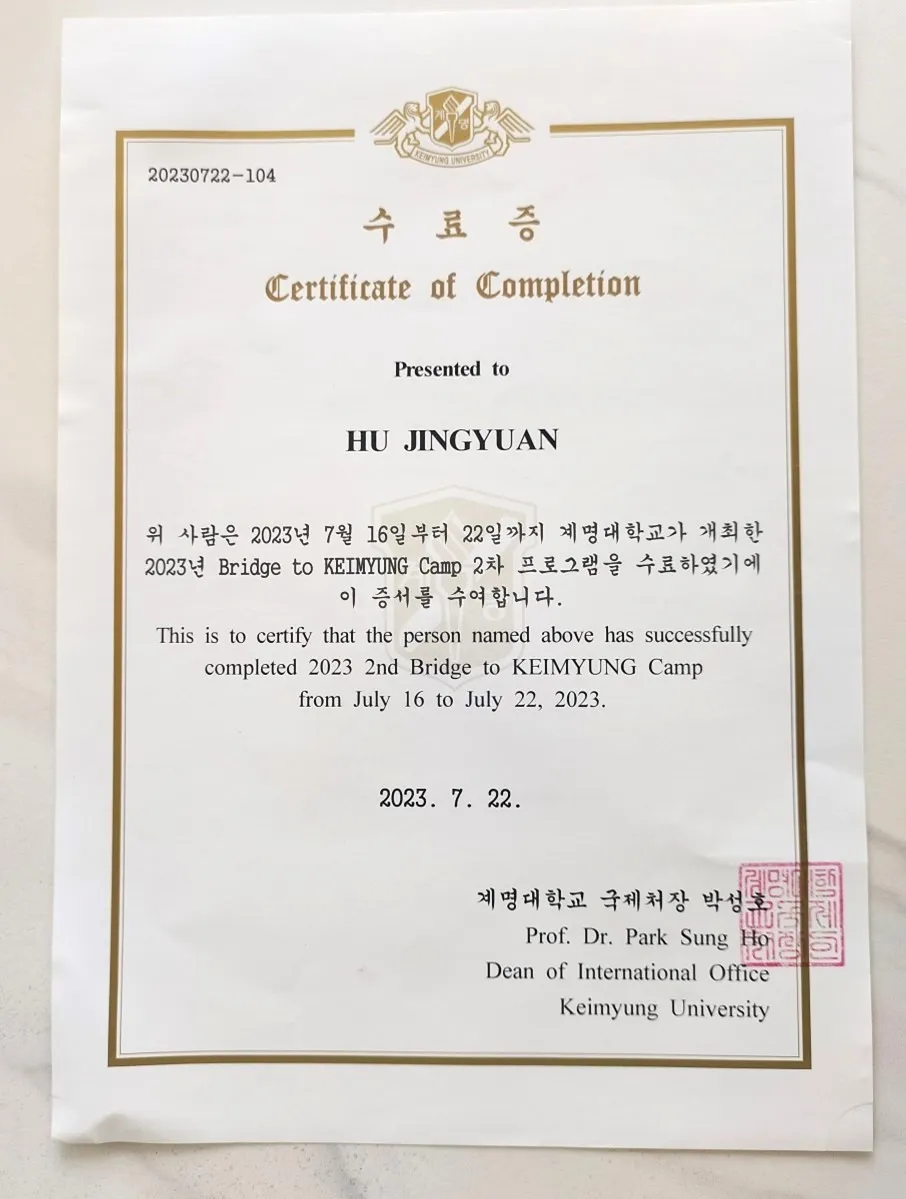 계명
KEIMYUNG UNIVERSITY
20230722-104
수 료 증
Certificate of Completion
Presented to
HU JINGYUAN
위 사람은 2023년 7월 16일부터 22일까지 계명대학교가 개최한
2023년 Bridge to KEIMYUNG Camp 2차 프로그램을 수료하였기에
이 증서를 수여합니다.
This is to certify that the person named above has successfully
completed 2023 2nd Bridge to KEIMYUNG Camp
from July 16 to July 22, 2023.
2023. 7. 22.
계명대학교 국제처장 박성호
Prof. Dr. Park Sung Ho
Dean of International Office
Keimyung University